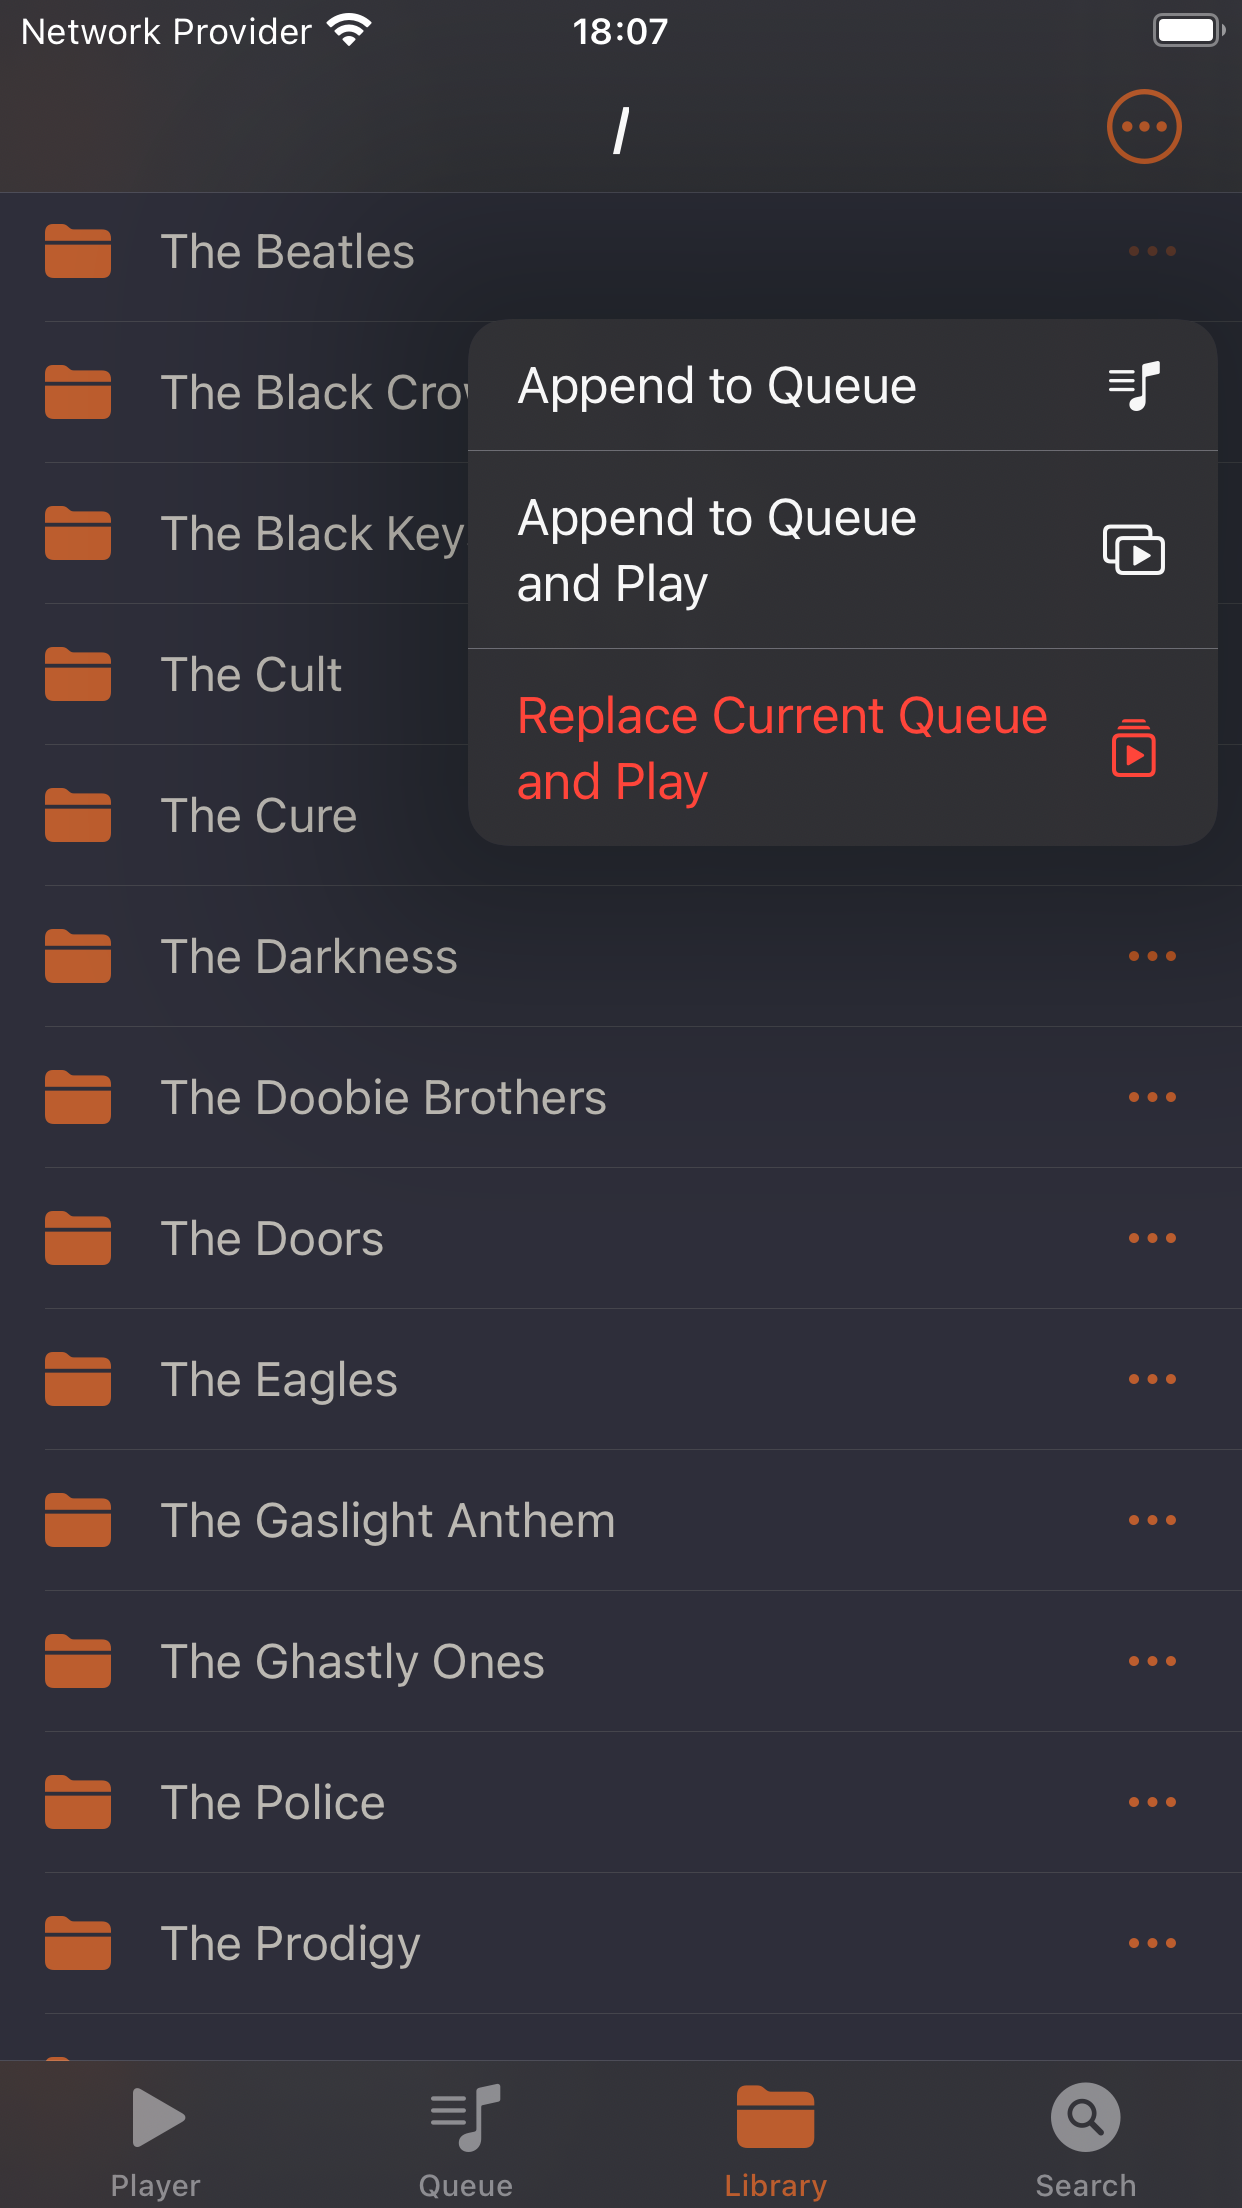 Network Provider 18:07
/
The Beatles
The Black
Append to Queue
The Black
Append to Queue
and Play
The Cult
Replace Current Queue
and Play
The Cure
The Darkness
The Doobie Brothers
The Doors
The Eagles
The Gaslight Anthem
The Ghastly Ones
The Police
The Prodigy
Player Queue Library Search